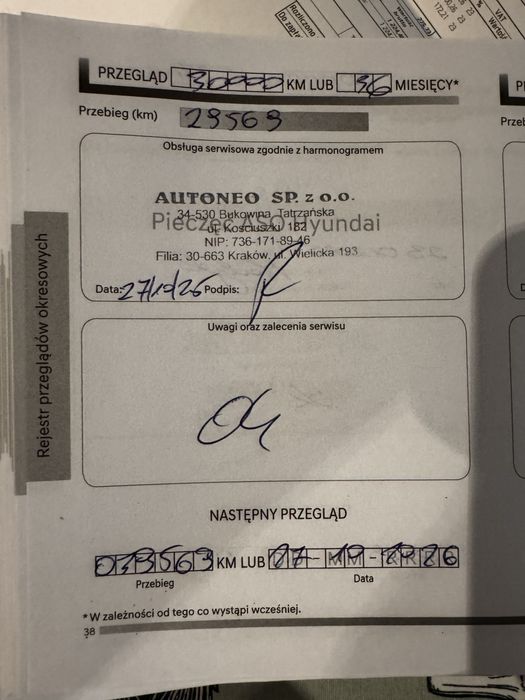 PRZEGLĄD 30000 KM LUB 36 MIESIĘCY*
Przebieg (km) 29569
Obsługa serwisowa zgodnie z harmonogramem
AUTONEO SP. z o.o.
34-530 Bukowina Tatrzańska
Pieczęć ASO Hyundai
ul. Kościuszki 182
NIP: 736-171-89-46
Filia: 30-663 Kraków, ul. Wielicka 193
Data: 27/10/25 Podpis:
Uwagi oraz zalecenia serwisu
NASTĘPNY PRZEGLĄD
KM LUB
Przebieg Data
* W zależności od tego co wystąpi wcześniej.
38
Rejestr przeglądów okresowych